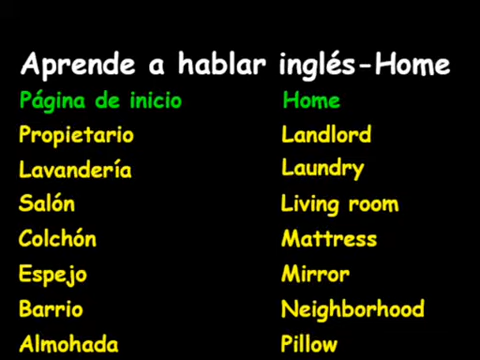 Aprende a hablar inglés-Home
Página de inicio Home
Propietario Landlord
Lavandería Laundry
Salón Living room
Colchón Mattress
Espejo Mirror
Barrio Neighborhood
Almohada Pillow